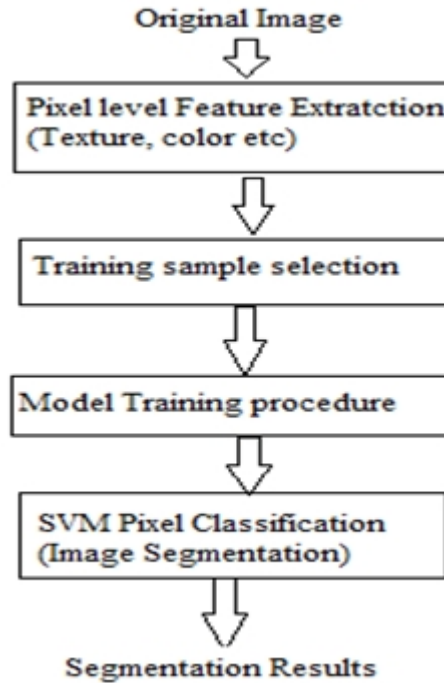 Original Image
Pixel level Feature Extratction
(Texture, color etc)
Training sample selection
Model Training procedure
SVM Pixel Classification
(Image Segmentation)
Segmentation Results